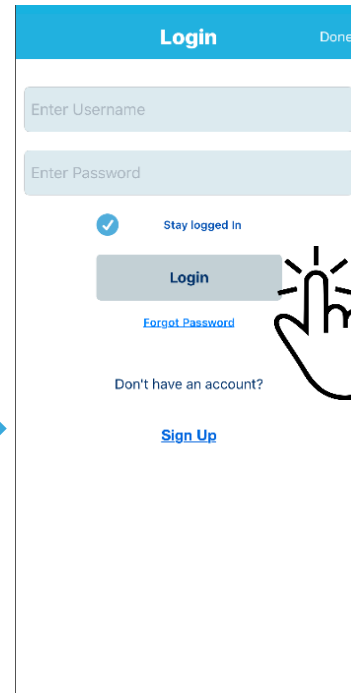 Login
Done
Enter Username
Enter Password
Stay logged In
Login
Forgot Password
Don't have an account?
Sign Up